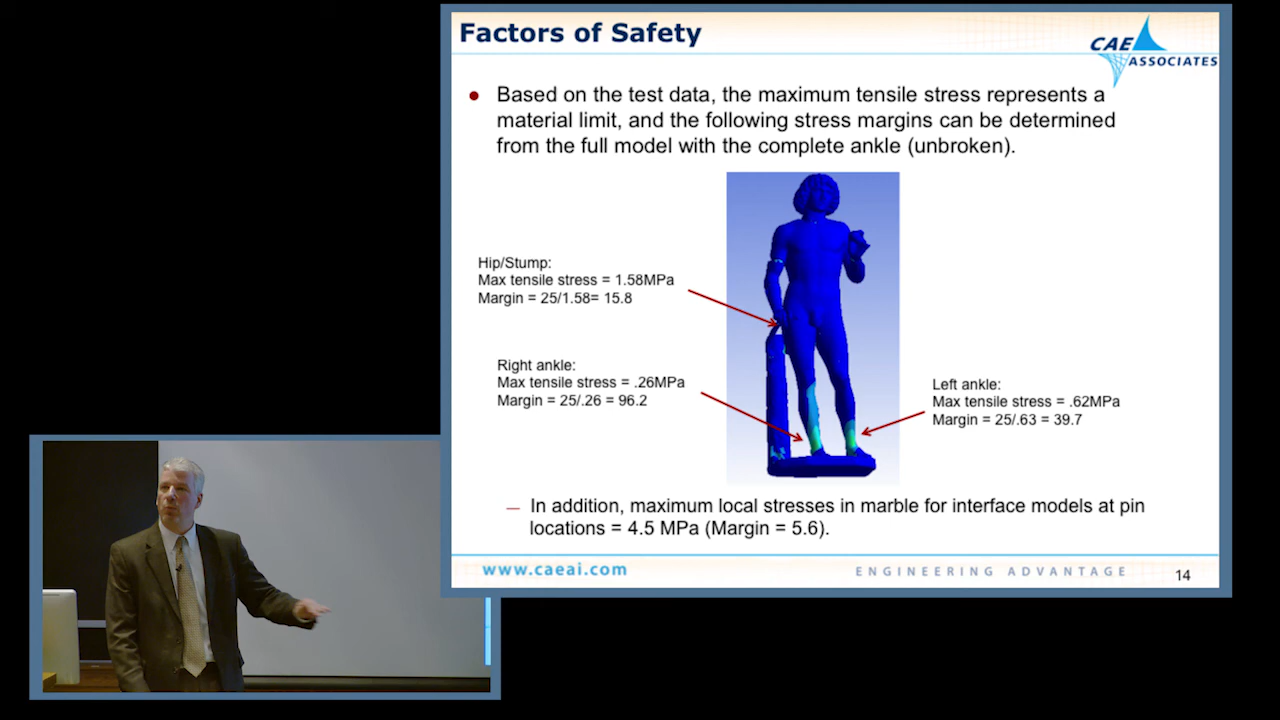 Factors of Safety
CAE
ASSOCIATES
● Based on the test data, the maximum tensile stress represents a
material limit, and the following stress margins can be determined
from the full model with the complete ankle (unbroken).
Hip/Stump:
Max tensile stress = 1.58MPa
Margin = 25/1.58= 15.8
Right ankle:
Max tensile stress = .26MPa
Margin = 25/.26 = 96.2
Left ankle:
Max tensile stress = .62MPa
Margin = 25/.63 = 39.7
— In addition, maximum local stresses in marble for interface models at pin
locations = 4.5 MPa (Margin = 5.6).
www.caeai.com
ENGINEERING ADVANTAGE
14